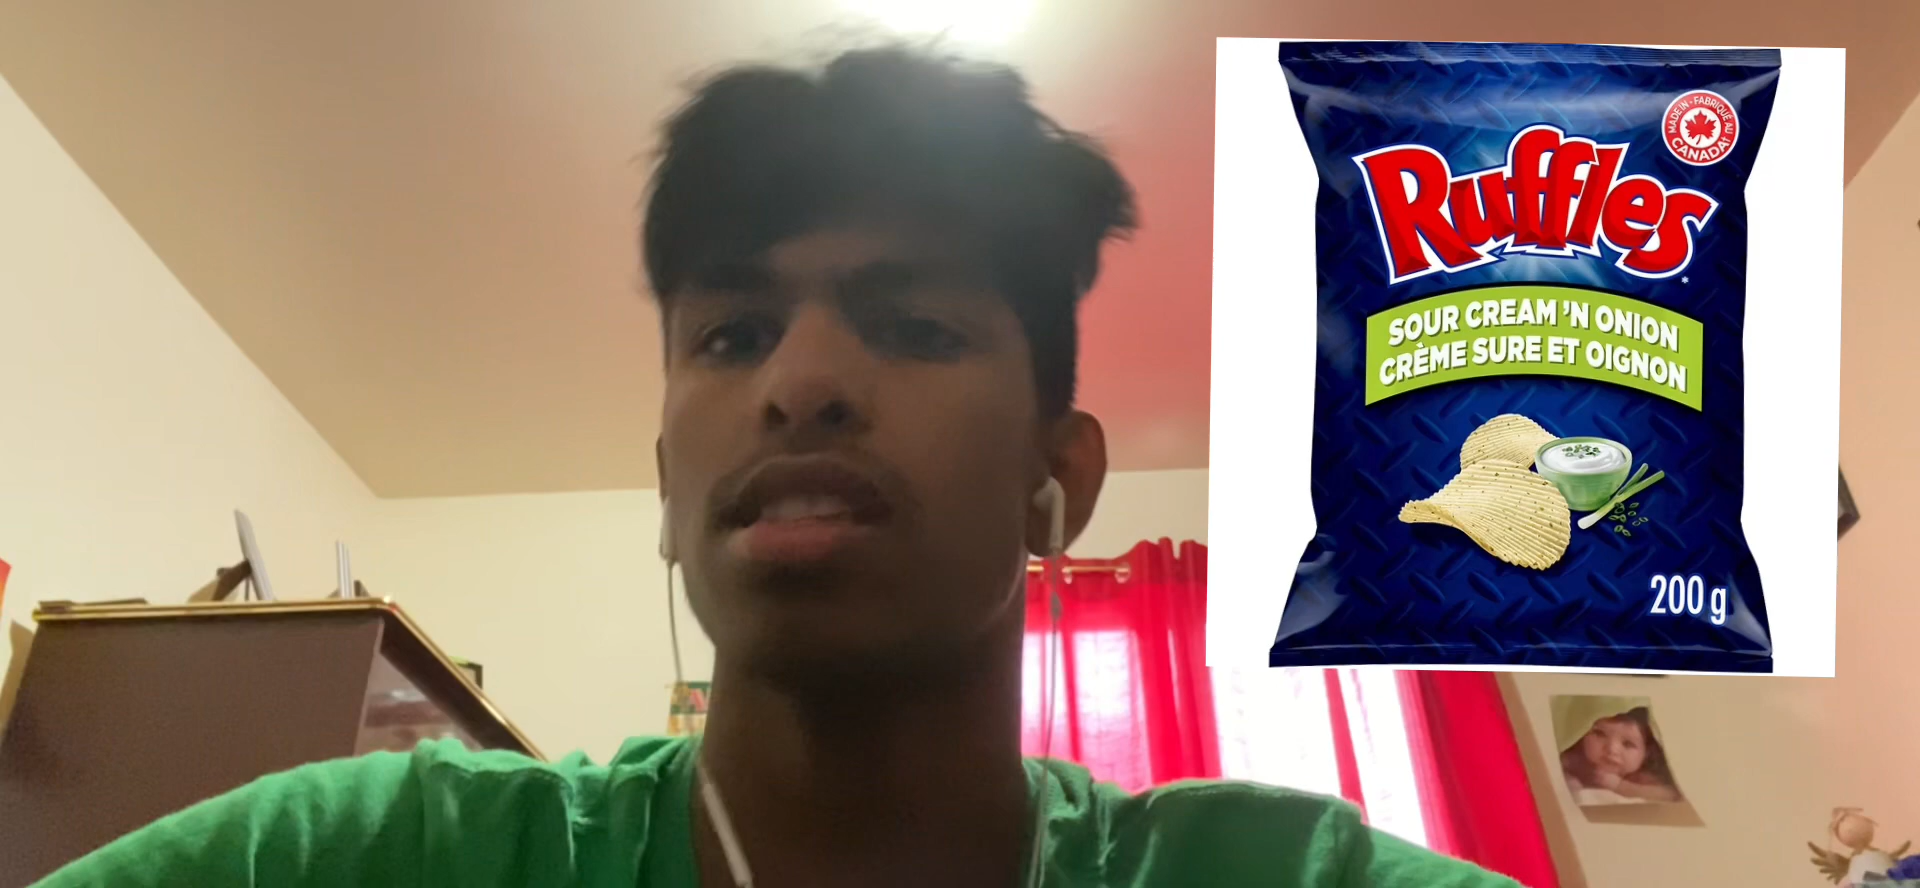 MADE IN • FABRIQUÉ AU
CANADA†
Ruffles
SOUR CREAM 'N ONION
CRÈME SURE ET OIGNON
200 g